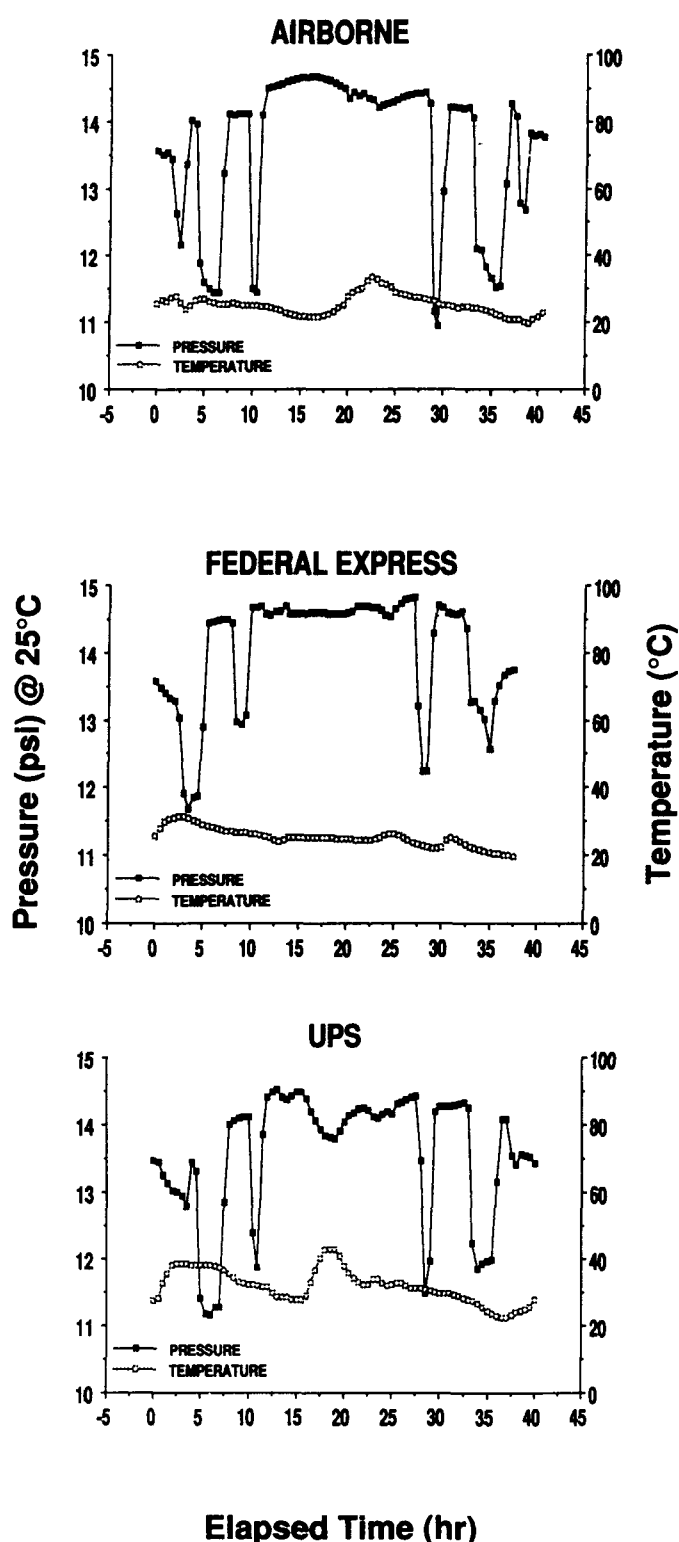 AIRBORNE
15
14
13
12
11
10
100
80
60
40
20
0
PRESSURE
TEMPERATURE
-5 0 5 10 15 20 25 30 35 40 45
FEDERAL EXPRESS
Pressure (psi) @ 25°C
15
14
13
12
11
10
100
80
60
40
20
0
Temperature (°C)
PRESSURE
TEMPERATURE
-5 0 5 10 15 20 25 30 35 40 45
UPS
15
14
13
12
11
10
100
80
60
40
20
0
PRESSURE
TEMPERATURE
-5 0 5 10 15 20 25 30 35 40 45
Elapsed Time (hr)